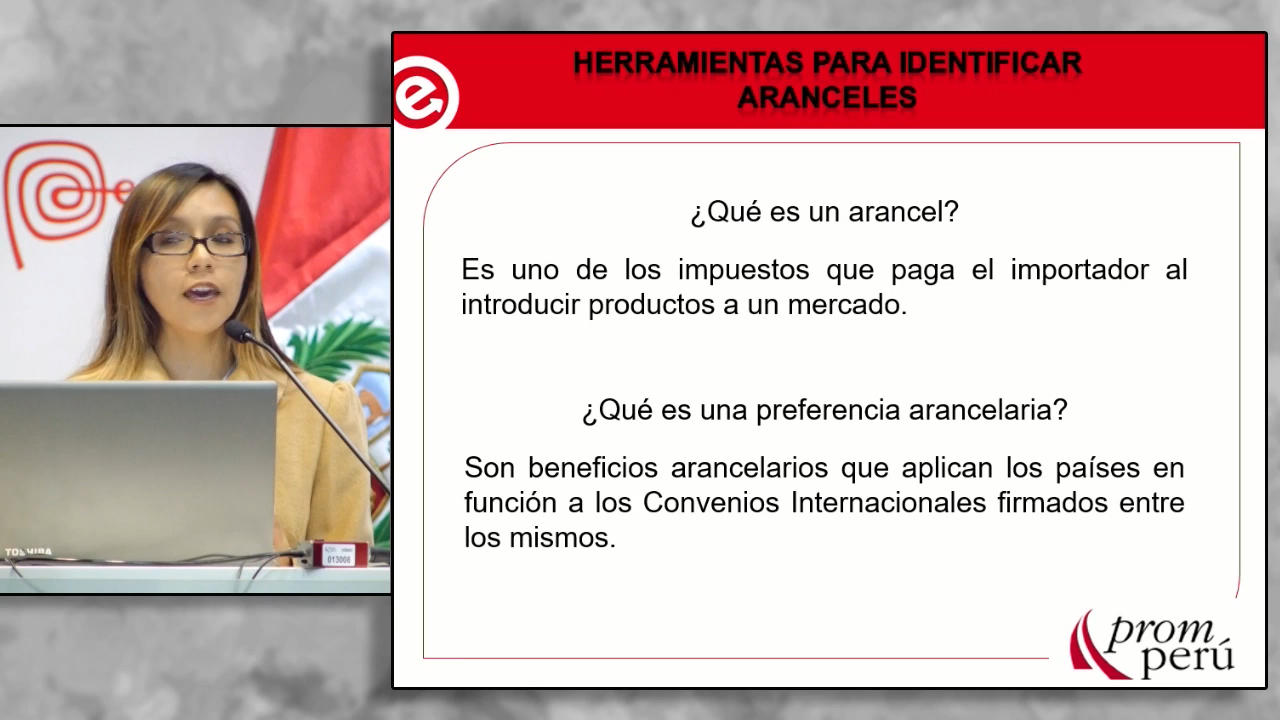 HERRAMIENTAS PARA IDENTIFICAR
ARANCELES
¿Qué es un arancel?
Es uno de los impuestos que paga el importador al
introducir productos a un mercado.
¿Qué es una preferencia arancelaria?
Son beneficios arancelarios que aplican los países en
función a los Convenios Internacionales firmados entre
los mismos.
prom
perú
TOSHIBA
013008